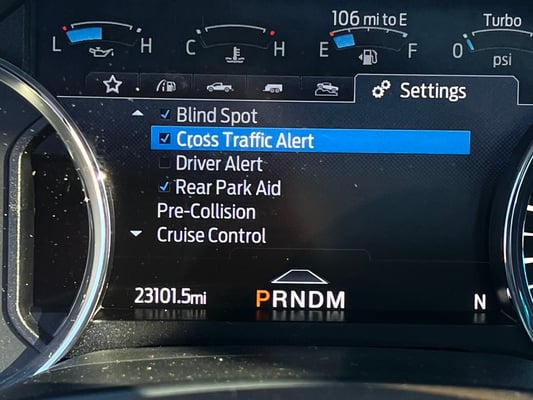 106 mi to E
Turbo
L H C H E F 0
psi
Settings
Blind Spot
Cross Traffic Alert
Driver Alert
Rear Park Aid
Pre-Collision
Cruise Control
23101.5mi PRNDM N